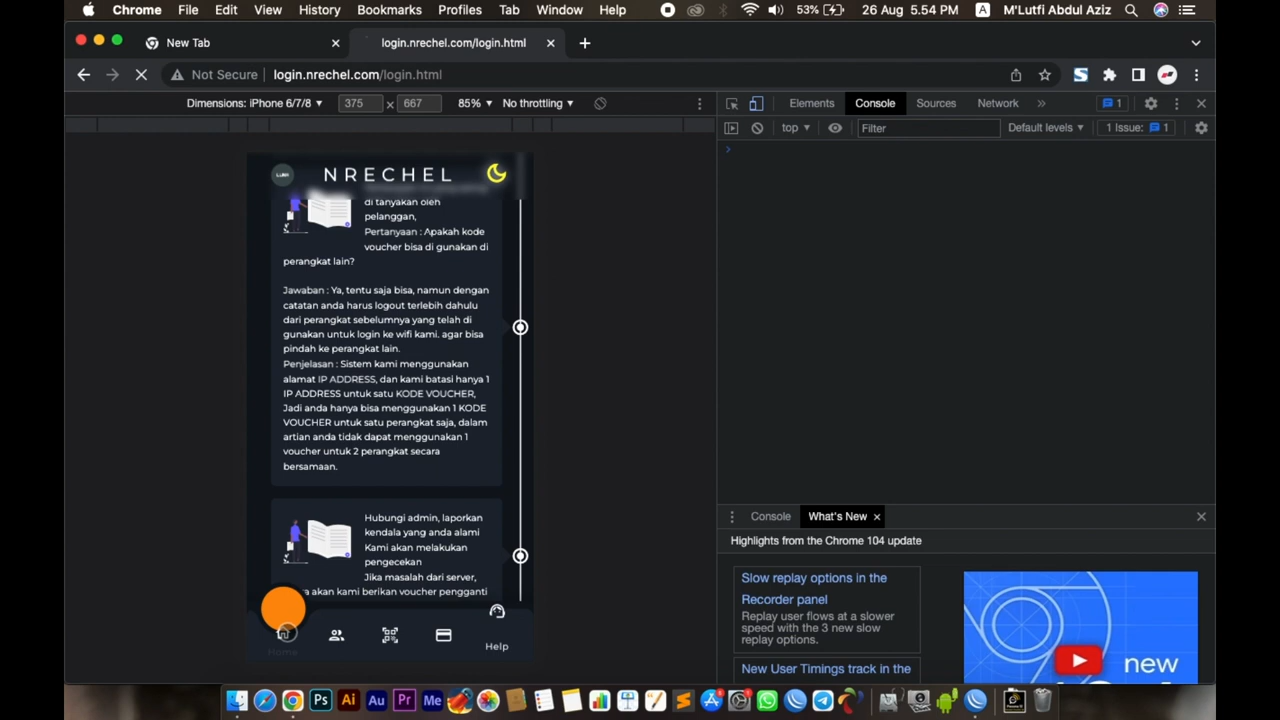 Chrome File Edit View History Bookmarks Profiles Tab Window Help 53% 26 Aug 5.54 PM A M'Lutfi Abdul Aziz
New Tab login.nrechel.com/login.html
Not Secure login.nrechel.com/login.html
Dimensions: iPhone 6/7/8 375 x 667 85% No throttling
Elements Console Sources Network 1
top Filter Default levels 1 Issue: 1
NRECHEL
di tanyakan oleh
pelanggan,
Pertanyaan : Apakah kode
voucher bisa di gunakan di
perangkat lain?
Jawaban : Ya, tentu saja bisa, namun dengan
catatan anda harus logout terlebih dahulu
dari perangkat sebelumnya yang telah di
gunakan untuk login ke wifi kami. agar bisa
pindah ke perangkat lain.
Penjelasan : Sistem kami menggunakan
alamat IP ADDRESS, dan kami batasi hanya 1
IP ADDRESS untuk satu KODE VOUCHER,
Jadi anda hanya bisa menggunakan 1 KODE
VOUCHER untuk satu perangkat saja, dalam
artian anda tidak dapat menggunakan 1
voucher untuk 2 perangkat secara
bersamaan.
Hubungi admin, laporkan
kendala yang anda alami
Kami akan melakukan
pengecekan
Jika masalah dari server,
akan kami berikan voucher pengganti
Home
Help
Console What's New
Highlights from the Chrome 104 update
Slow replay options in the
Recorder panel
Replay user flows at a slower
speed with the 3 new slow
replay options.
New User Timings track in the
new
Ps Ai Au Pr Me